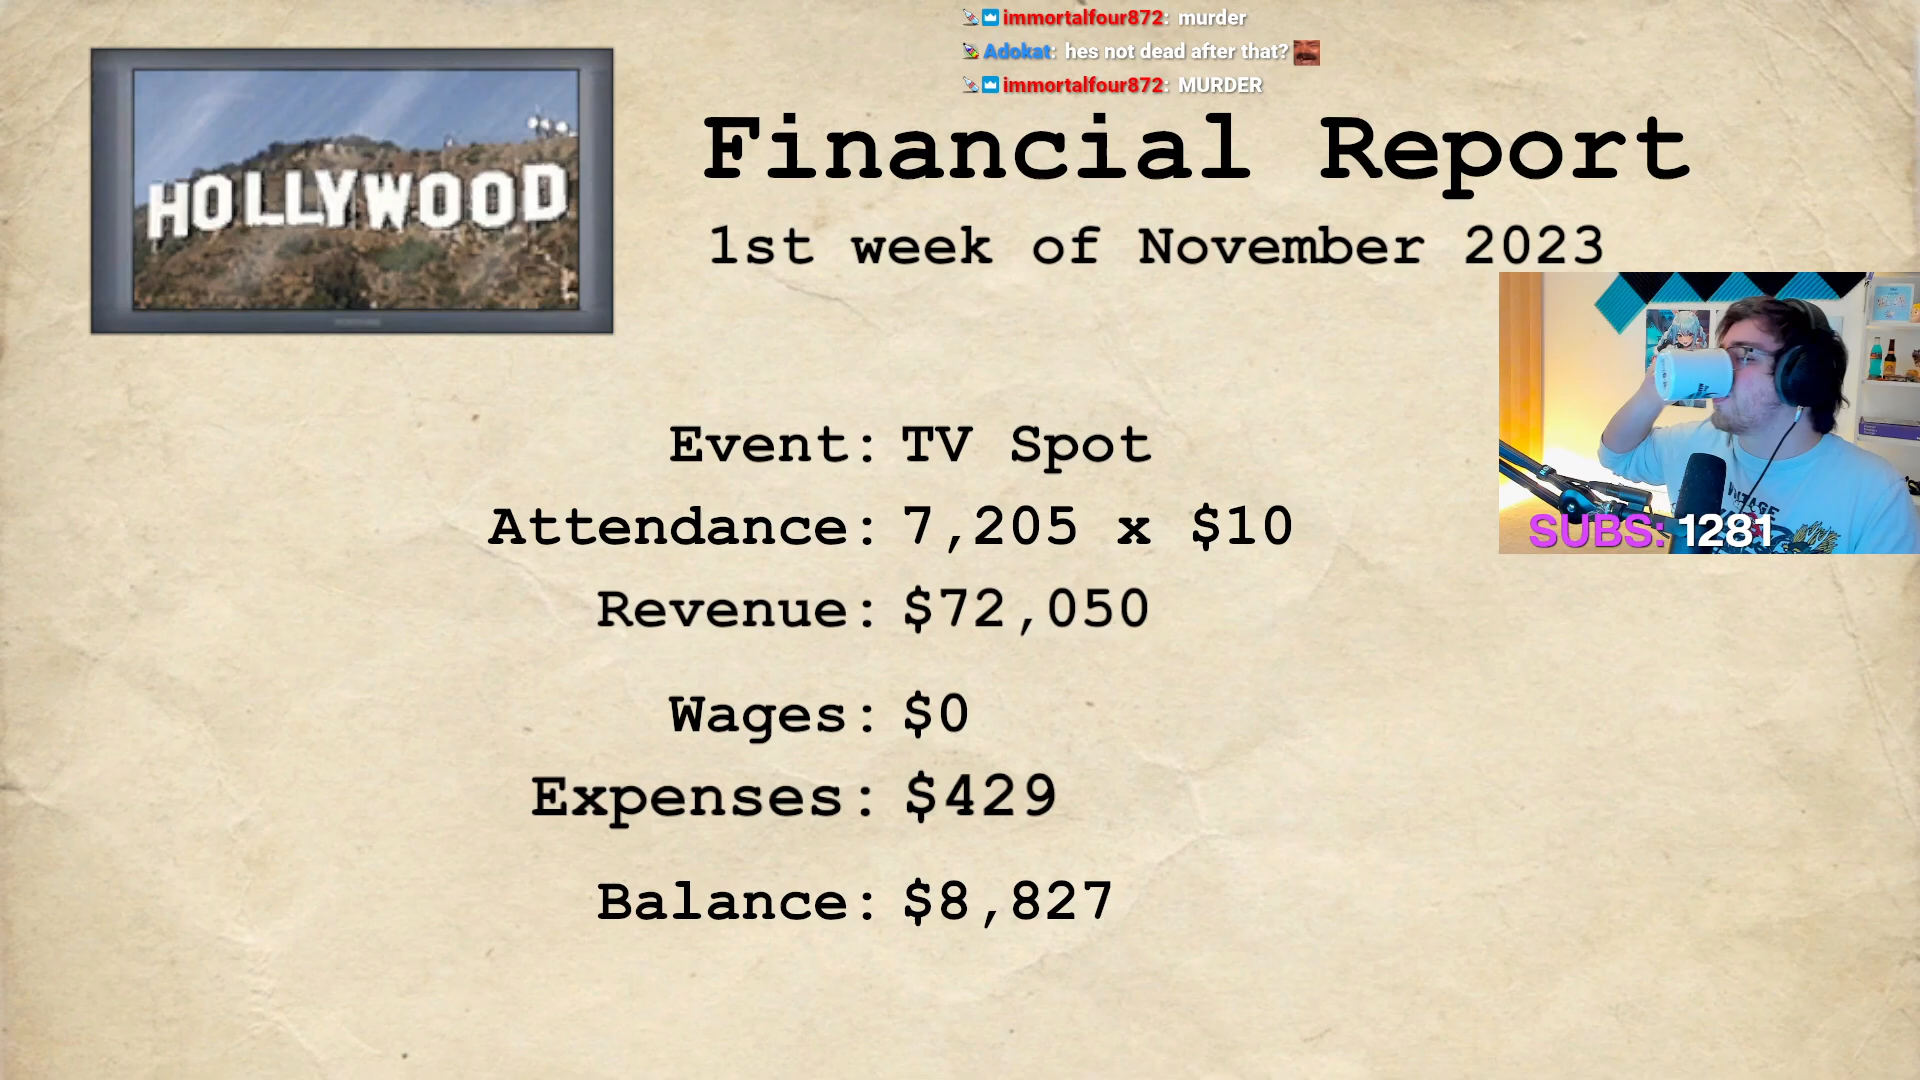 immortalfour872: murder
Adokat: hes not dead after that?
immortalfour872: MURDER
HOLLYWOOD
Financial Report
1st week of November 2023
Event: TV Spot
Attendance: 7,205 x $10
Revenue: $72,050
Wages: $0
Expenses: $429
Balance: $8,827
SUBS: 1281